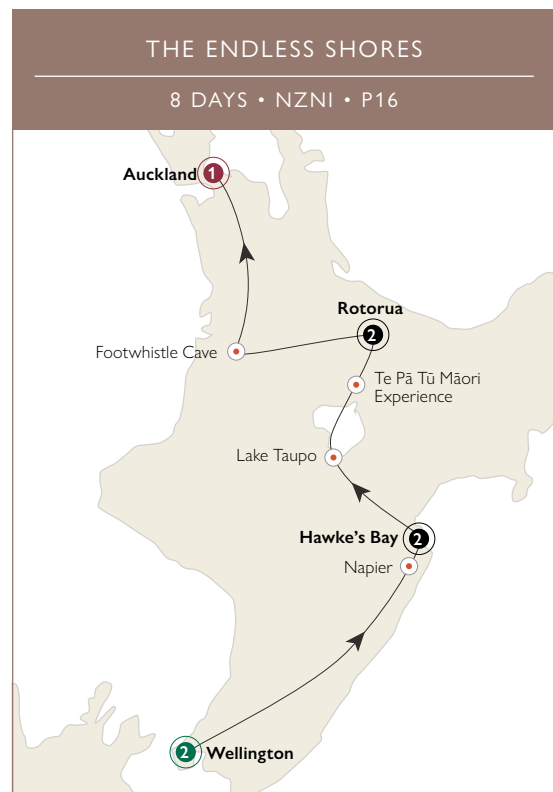 THE ENDLESS SHORES
8 DAYS • NZNI • P16
Auckland 1
Rotorua
2
Footwhistle Cave
Te Pā Tū Māori
Experience
Lake Taupo
Hawke's Bay 2
Napier
2 Wellington